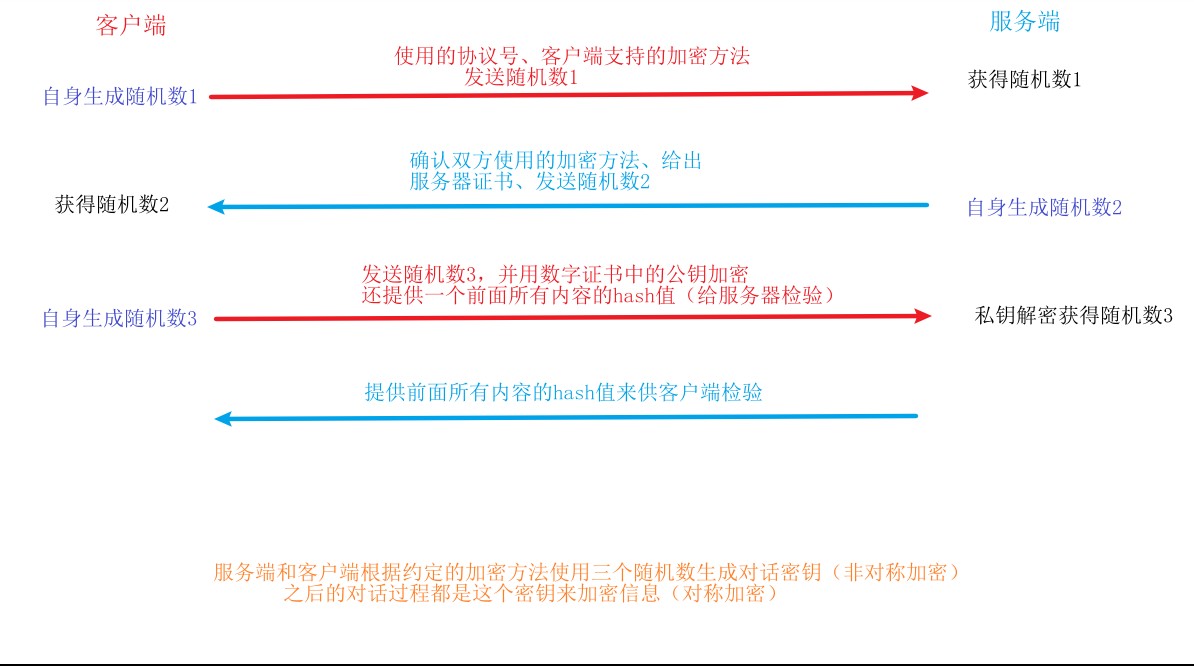 客户端
服务端
使用的协议号、客户端支持的加密方法
发送随机数1
自身生成随机数1
获得随机数1
确认双方使用的加密方法、给出
服务器证书、发送随机数2
获得随机数2
自身生成随机数2
发送随机数3，并用数字证书中的公钥加密
还提供一个前面所有内容的hash值（给服务器检验）
自身生成随机数3
私钥解密获得随机数3
提供前面所有内容的hash值来供客户端检验
服务端和客户端根据约定的加密方法使用三个随机数生成对话密钥（非对称加密）
之后的对话过程都是这个密钥来加密信息（对称加密）